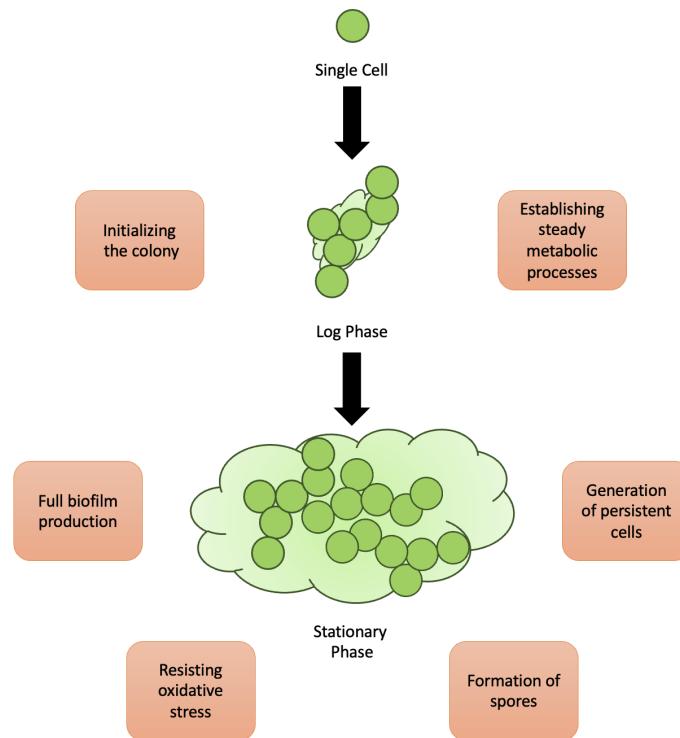 Single Cell
Initializing
the colony
Establishing
steady
metabolic
processes
Log Phase
Full biofilm
production
Generation
of persistent
cells
Stationary
Phase
Resisting
oxidative
stress
Formation of
spores